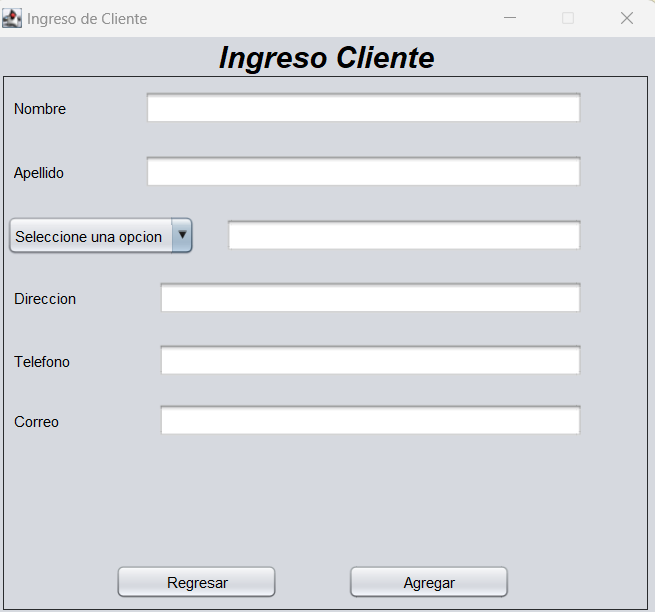 Ingreso de Cliente
Ingreso Cliente
Nombre
Apellido
Seleccione una opcion
Direccion
Telefono
Correo
Regresar Agregar